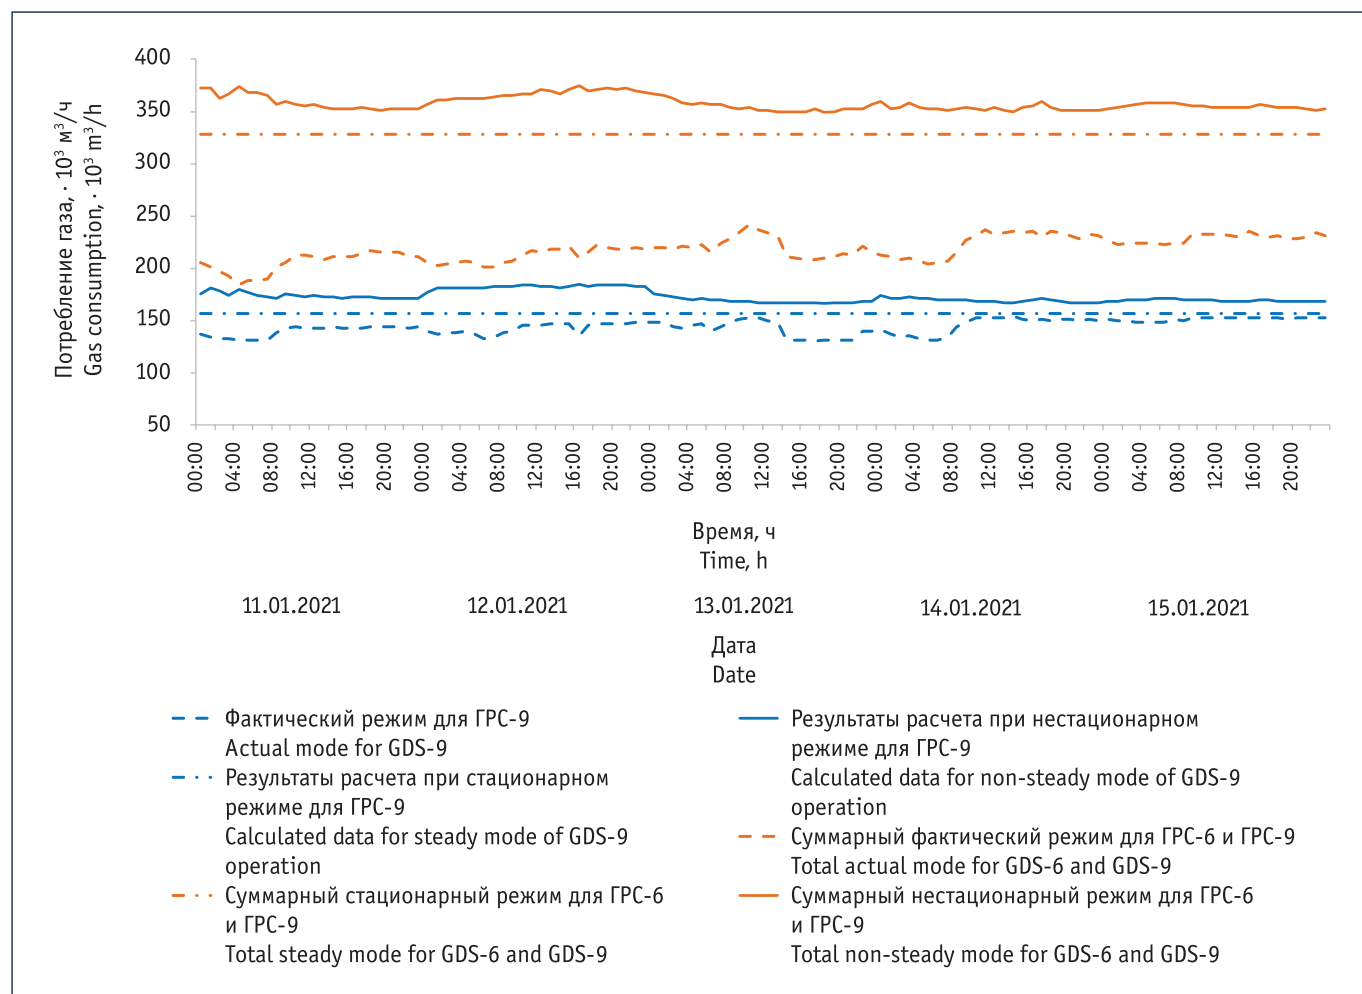 400
350
300
250
200
150
100
50
Потребление газа, · 10³ м³/ч
Gas consumption, · 10³ m³/h
00:00 04:00 08:00 12:00 16:00 20:00 00:00 04:00 08:00 12:00 16:00 20:00 00:00 04:00 08:00 12:00 16:00 20:00 00:00 04:00 08:00 12:00 16:00 20:00 00:00 04:00 08:00 12:00 16:00 20:00
Время, ч
Time, h
11.01.2021 12.01.2021 13.01.2021 14.01.2021 15.01.2021
Дата
Date
Фактический режим для ГРС-9
Actual mode for GDS-9
Результаты расчета при стационарном
режиме для ГРС-9
Calculated data for steady mode of GDS-9
operation
Суммарный стационарный режим для ГРС-6
и ГРС-9
Total steady mode for GDS-6 and GDS-9
Результаты расчета при нестационарном
режиме для ГРС-9
Calculated data for non-steady mode of GDS-9
operation
Суммарный фактический режим для ГРС-6 и ГРС-9
Total actual mode for GDS-6 and GDS-9
Суммарный нестационарный режим для ГРС-6
и ГРС-9
Total non-steady mode for GDS-6 and GDS-9